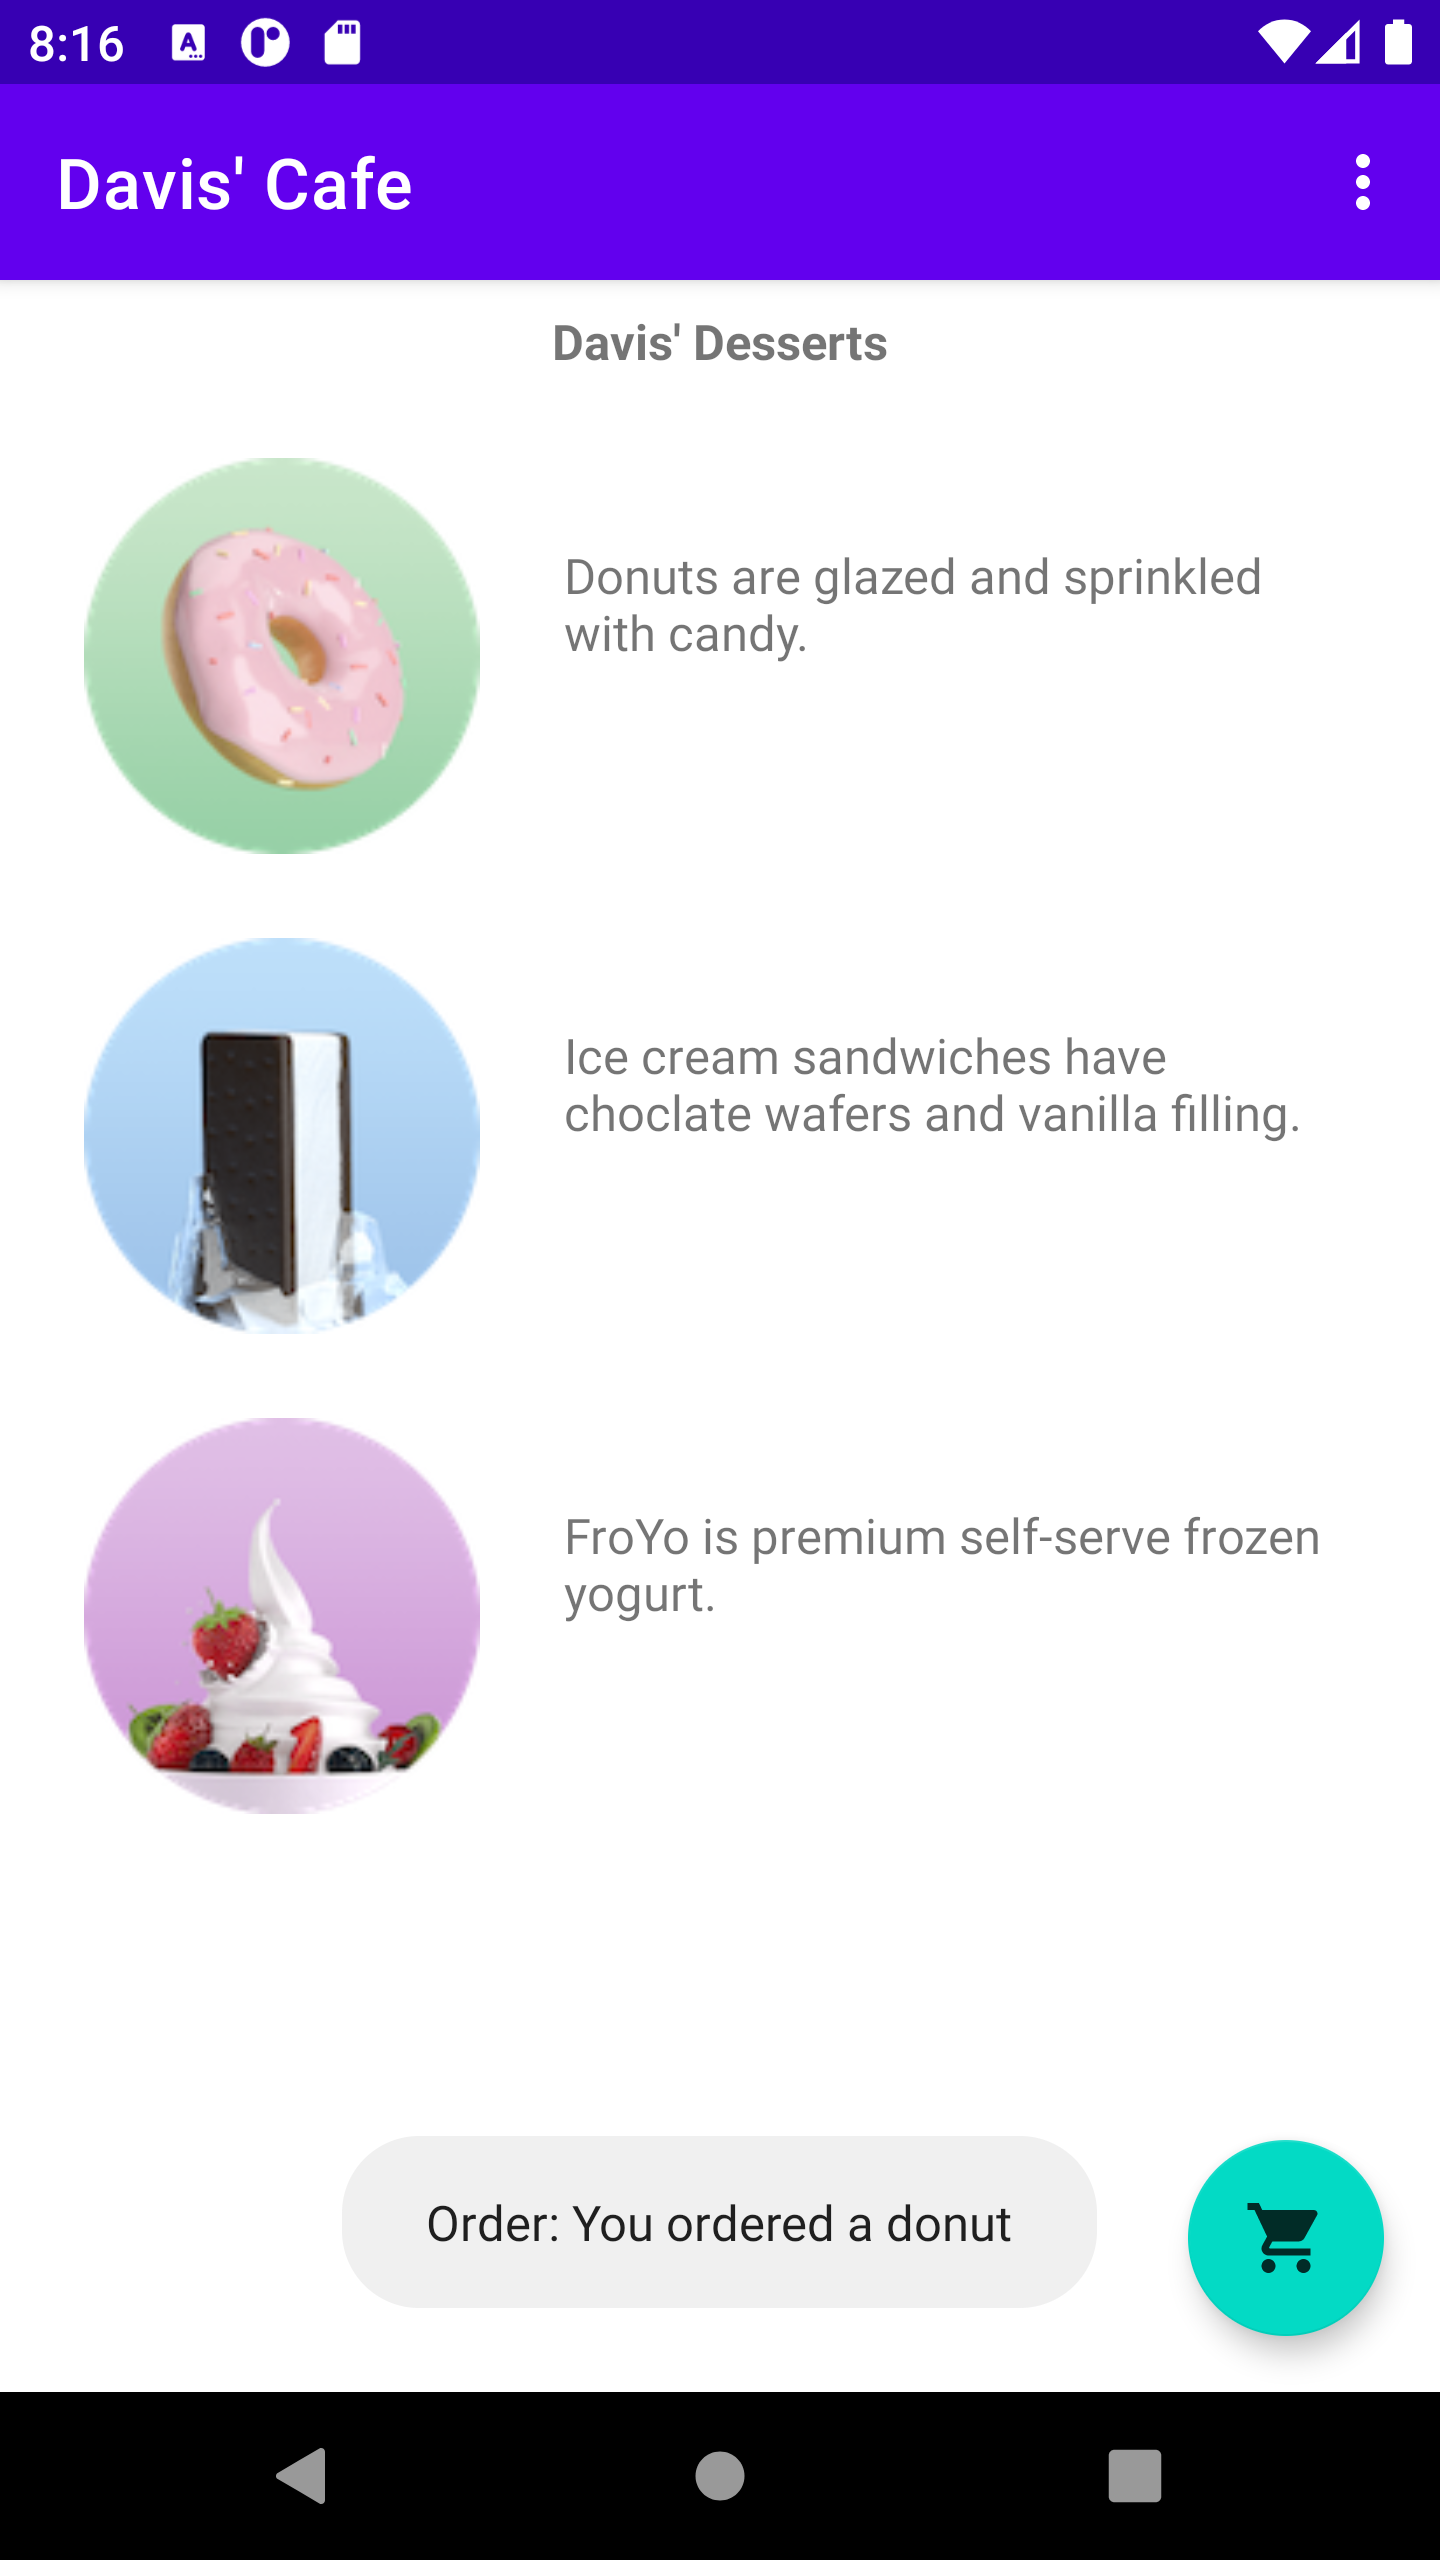 8:16
Davis' Cafe
Davis' Desserts
Donuts are glazed and sprinkled
with candy.
Ice cream sandwiches have
choclate wafers and vanilla filling.
FroYo is premium self-serve frozen
yogurt.
Order: You ordered a donut